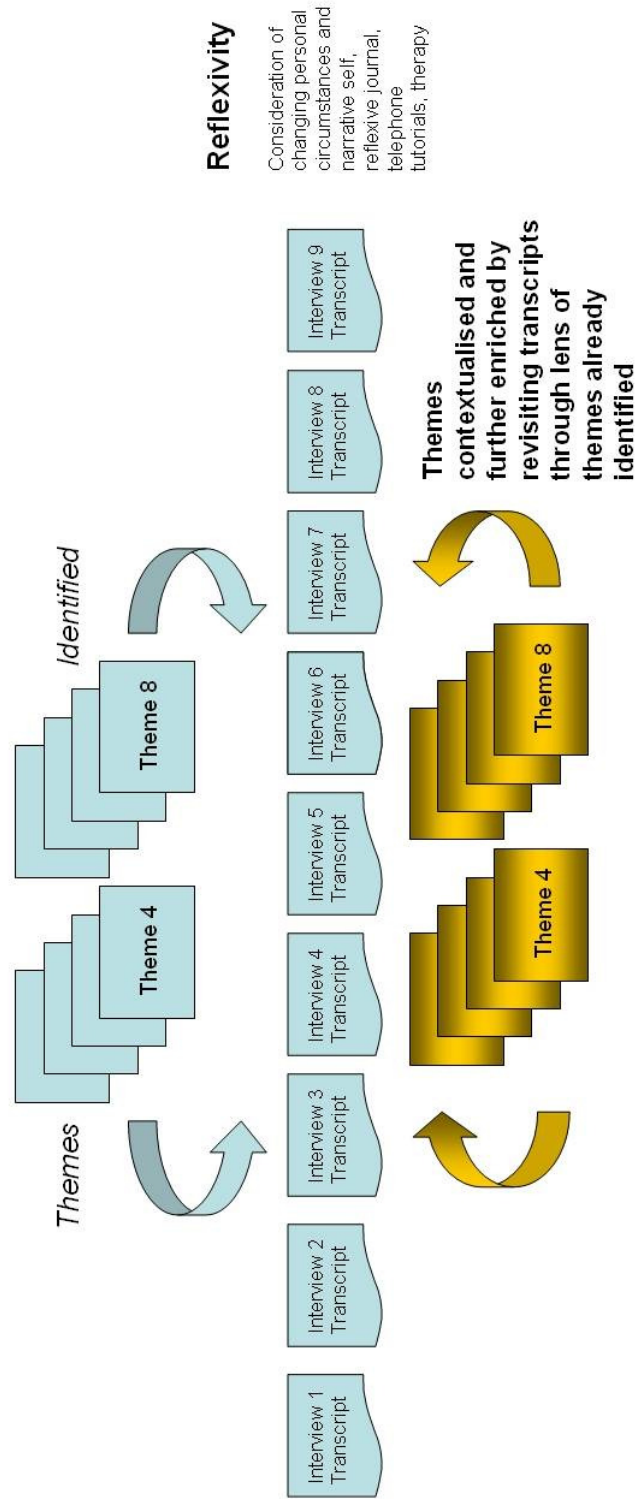 Themes
Identified
Theme 4
Theme 8
Reflexivity
Consideration of
changing personal
circumstances and
narrative self,
reflexive journal,
telephone
tutorials, therapy
Interview 1
Transcript
Interview 2
Transcript
Interview 3
Transcript
Interview 4
Transcript
Interview 5
Transcript
Interview 6
Transcript
Interview 7
Transcript
Interview 8
Transcript
Interview 9
Transcript
Theme 4
Theme 8
Themes
contextualised and
further enriched by
revisiting transcripts
through lens of
themes already
identified